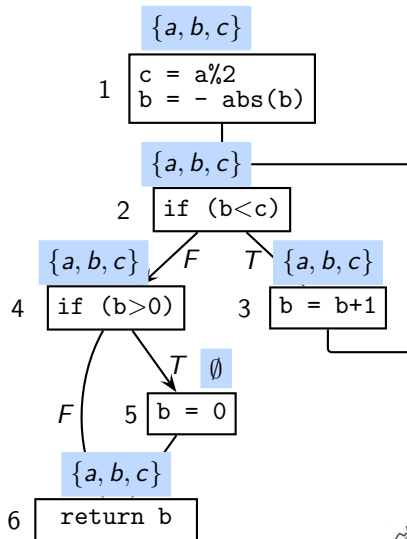 {a, b, c}
1
c = a%2
b = - abs(b)
{a, b, c}
2
if (b<c)
F
T
{a, b, c}
{a, b, c}
4
if (b>0)
3
b = b+1
F
T
∅
5
b = 0
{a, b, c}
6
return b